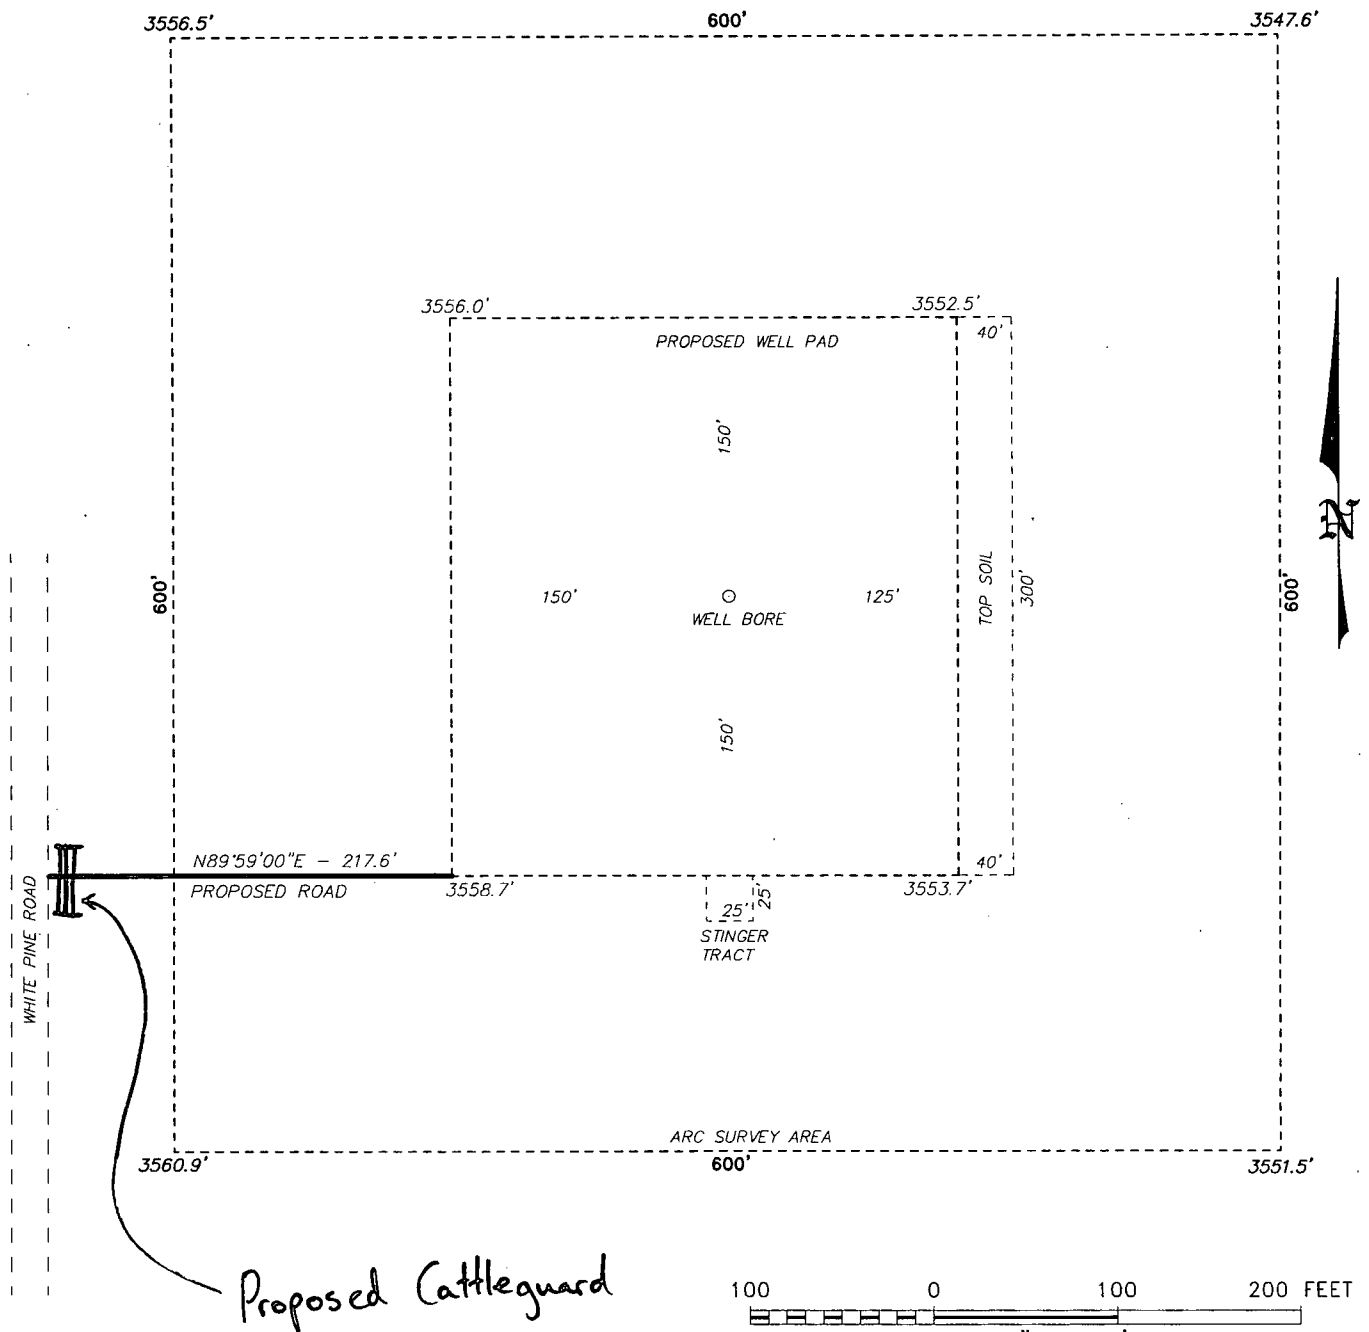 3556.5' 600' 3547.6'
3556.0' 3552.5'
PROPOSED WELL PAD 40'
150'
600' 150' 125' TOP SOIL 300' 600'
WELL BORE
N
150'
N89°59'00"E - 217.6' 40'
PROPOSED ROAD 3558.7' 3553.7'
25' 25'
STINGER
TRACT
WHITE PINE ROAD
ARC SURVEY AREA
3560.9' 600' 3551.5'
Proposed Cattleguard
100 0 100 200 FEET